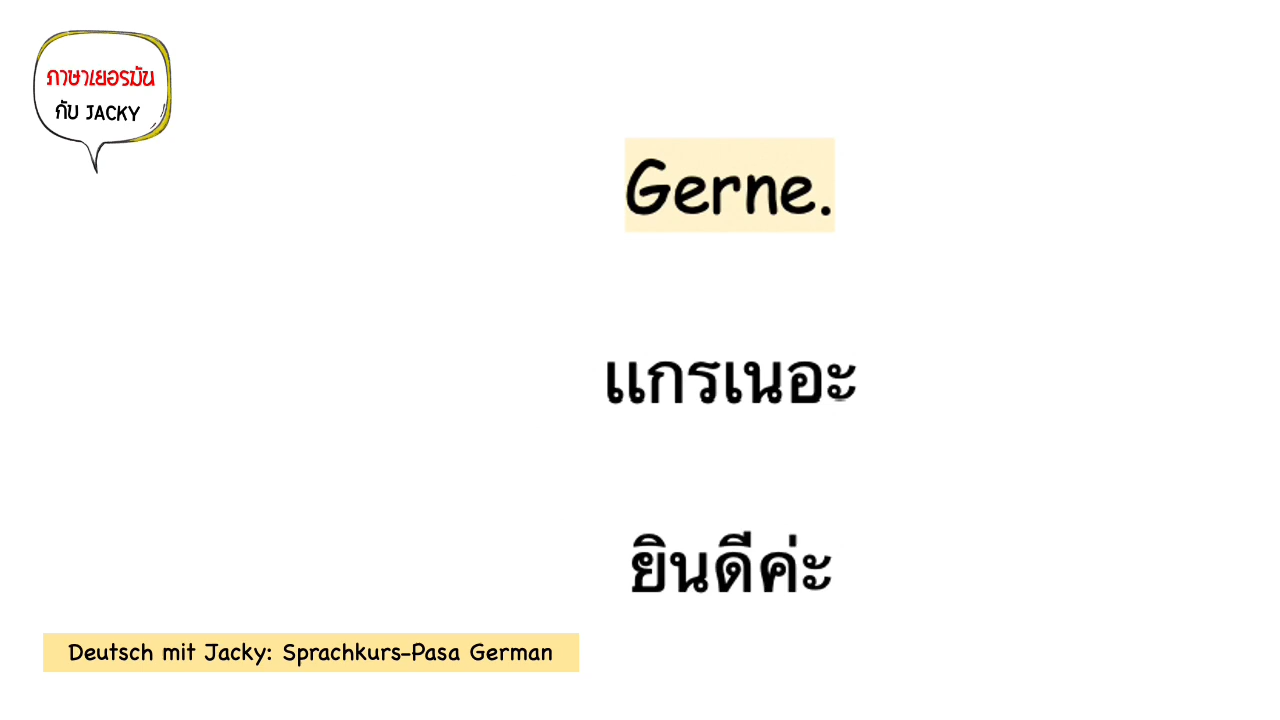 ภาษาเยอรมัน
กับ JACKY
Gerne.
แกรเนอะ
ยินดีค่ะ
Deutsch mit Jacky: Sprachkurs-Pasa German